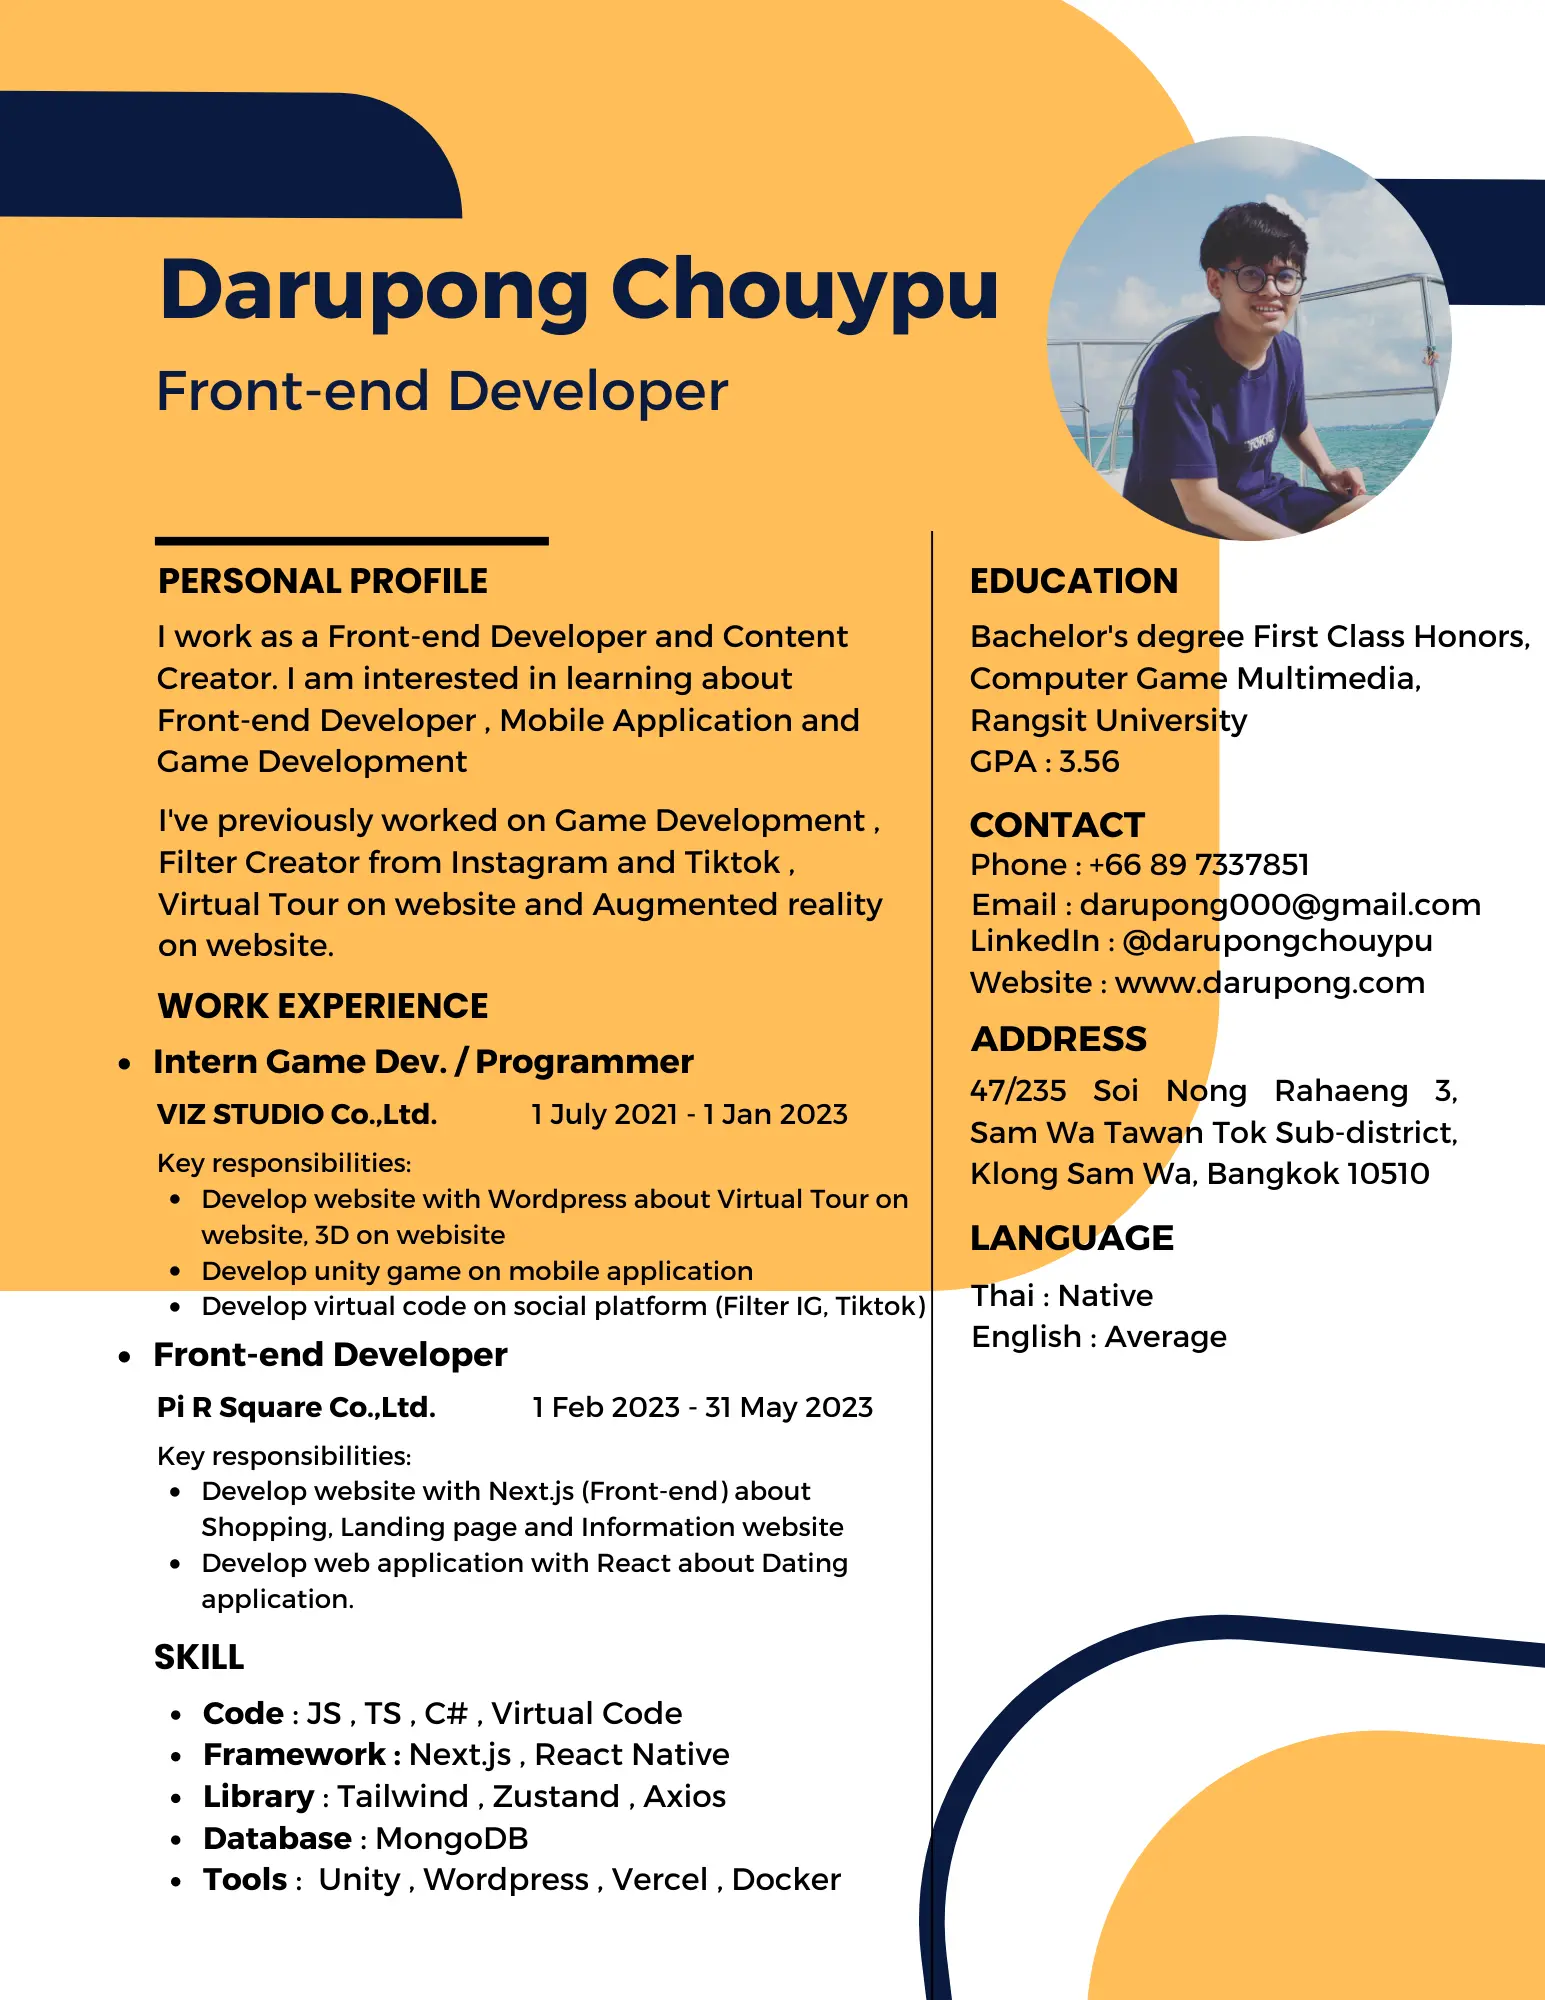 Darupong Chouypu
Front-end Developer
PERSONAL PROFILE
I work as a Front-end Developer and Content
Creator. I am interested in learning about
Front-end Developer , Mobile Application and
Game Development
I've previously worked on Game Development ,
Filter Creator from Instagram and Tiktok ,
Virtual Tour on website and Augmented reality
on website.
WORK EXPERIENCE
• Intern Game Dev. / Programmer
VIZ STUDIO Co.,Ltd. 1 July 2021 - 1 Jan 2023
Key responsibilities:
• Develop website with Wordpress about Virtual Tour on
website, 3D on webisite
• Develop unity game on mobile application
• Develop virtual code on social platform (Filter IG, Tiktok)
• Front-end Developer
Pi R Square Co.,Ltd. 1 Feb 2023 - 31 May 2023
Key responsibilities:
• Develop website with Next.js (Front-end) about
Shopping, Landing page and Information website
• Develop web application with React about Dating
application.
SKILL
• Code : JS , TS , C# , Virtual Code
• Framework : Next.js , React Native
• Library : Tailwind , Zustand , Axios
• Database : MongoDB
• Tools : Unity , Wordpress , Vercel , Docker
EDUCATION
Bachelor's degree First Class Honors,
Computer Game Multimedia,
Rangsit University
GPA : 3.56
CONTACT
Phone : +66 89 7337851
Email : darupong000@gmail.com
LinkedIn : @darupongchouypu
Website : www.darupong.com
ADDRESS
47/235 Soi Nong Rahaeng 3,
Sam Wa Tawan Tok Sub-district,
Klong Sam Wa, Bangkok 10510
LANGUAGE
Thai : Native
English : Average